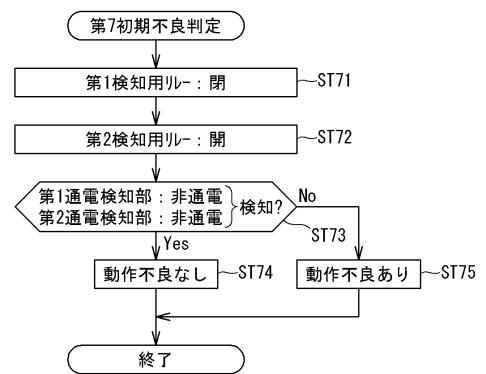 第7初期不良判定
第1検知用リレー：閉
ST71
第2検知用リレー：開
ST72
第1通電検知部：非通電
第2通電検知部：非通電
検知?
No
ST73
Yes
動作不良なし
ST74
動作不良あり
ST75
終了